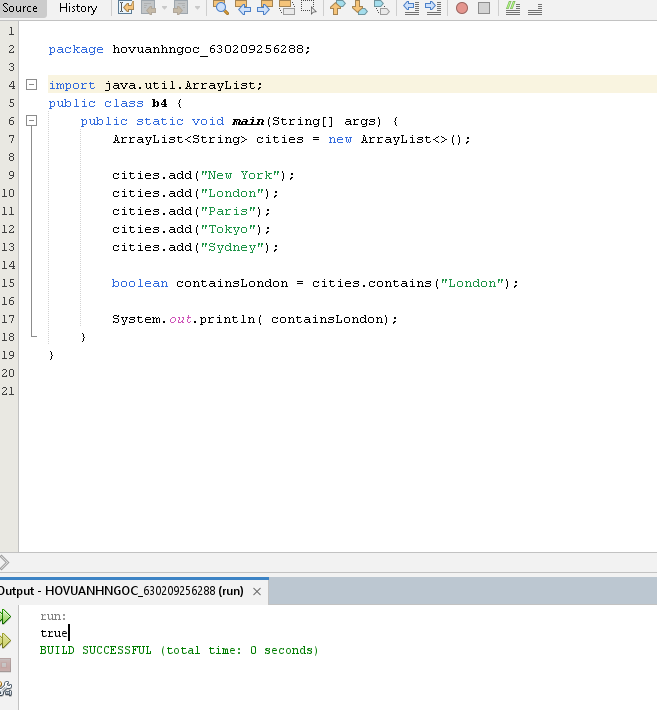 Source History
1
2 package hovuanhngoc_630209256288;
3
4 import java.util.ArrayList;
5 public class b4 {
6 public static void main(String[] args) {
7 ArrayList<String> cities = new ArrayList<>();
8
9 cities.add("New York");
10 cities.add("London");
11 cities.add("Paris");
12 cities.add("Tokyo");
13 cities.add("Sydney");
14
15 boolean containsLondon = cities.contains("London");
16
17 System.out.println( containsLondon);
18 }
19 }
20
21
Output - HOVUANHNGOC_630209256288 (run) ×
run:
true
BUILD SUCCESSFUL (total time: 0 seconds)